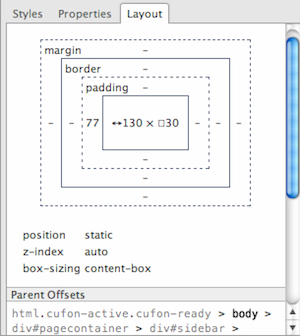 Styles Properties Layout
margin –
border –
padding –
– – 77 ↔130 × □30 – – –
–
–
–
position static
z-index auto
box-sizing content-box
Parent Offsets
html.cufon-active.cufon-ready > body >
div#pagecontainer > div#sidebar >